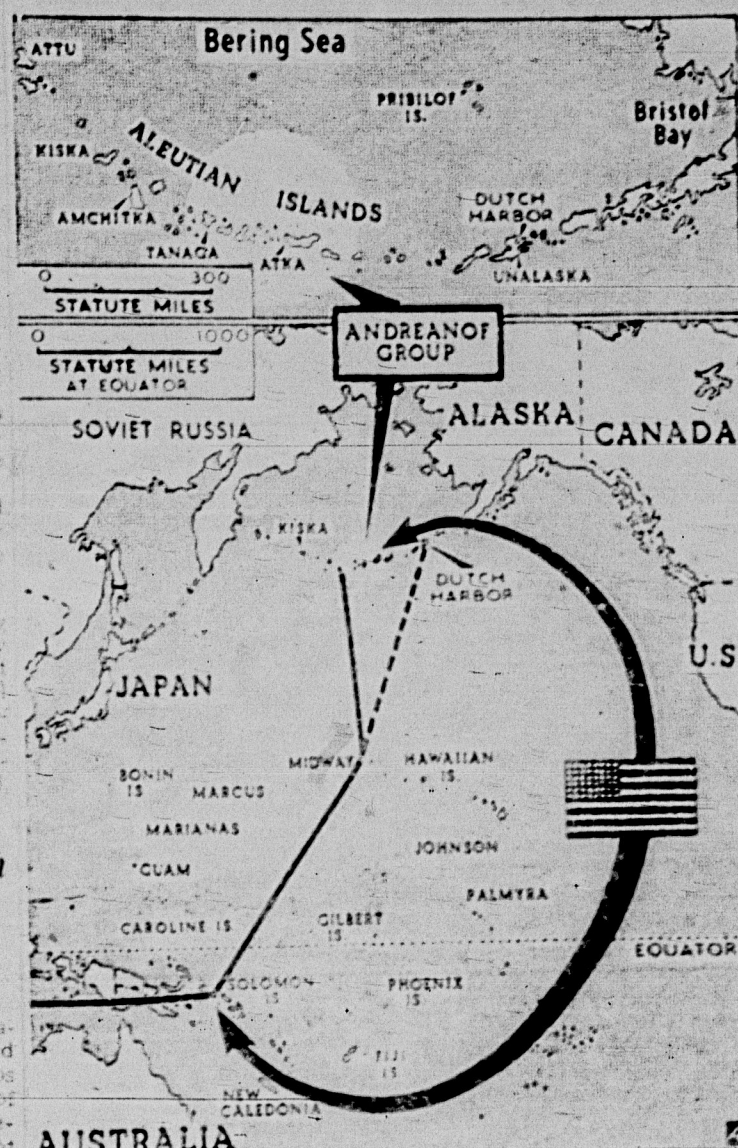 ATTU
Bering Sea
PRIBILOF
IS.
Bristol
Bay
KISKA
ALEUTIAN
ISLANDS
AMCHITKA
DUTCH
HARBOR
TANAGA
ATKA
UNALASKA
0 300
STATUTE MILES
0 1000
STATUTE MILES
AT EQUATOR
ANDREANOF
GROUP
ALASKA
SOVIET RUSSIA
CANADA
KISKA
DUTCH
HARBOR
U.S
JAPAN
MIDWAY
HAWAIIAN
IS.
BONIN
IS
MARCUS
MARIANAS
JOHNSON
GUAM
PALMYRA
CAROLINE IS.
GILBERT
IS.
EQUATOR
SOLOMON
IS
PHOENIX
IS
FIJI
IS
NEW
CALEDONIA
AUSTRALIA